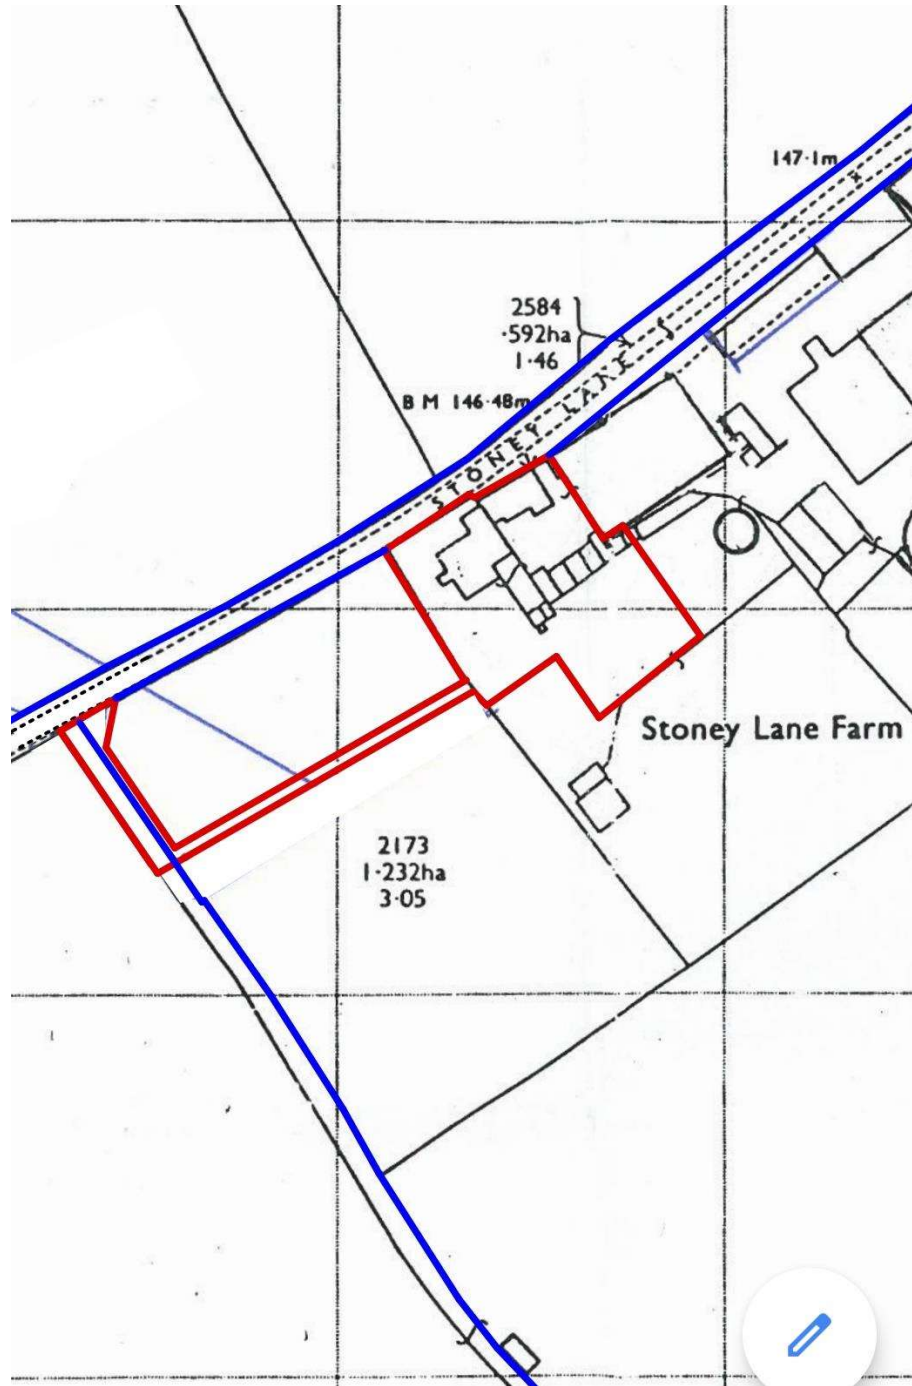 147·1m
2584
·592ha
1·46
B M 146·48m
STONEY LANE
Stoney Lane Farm
2173
1·232ha
3·05